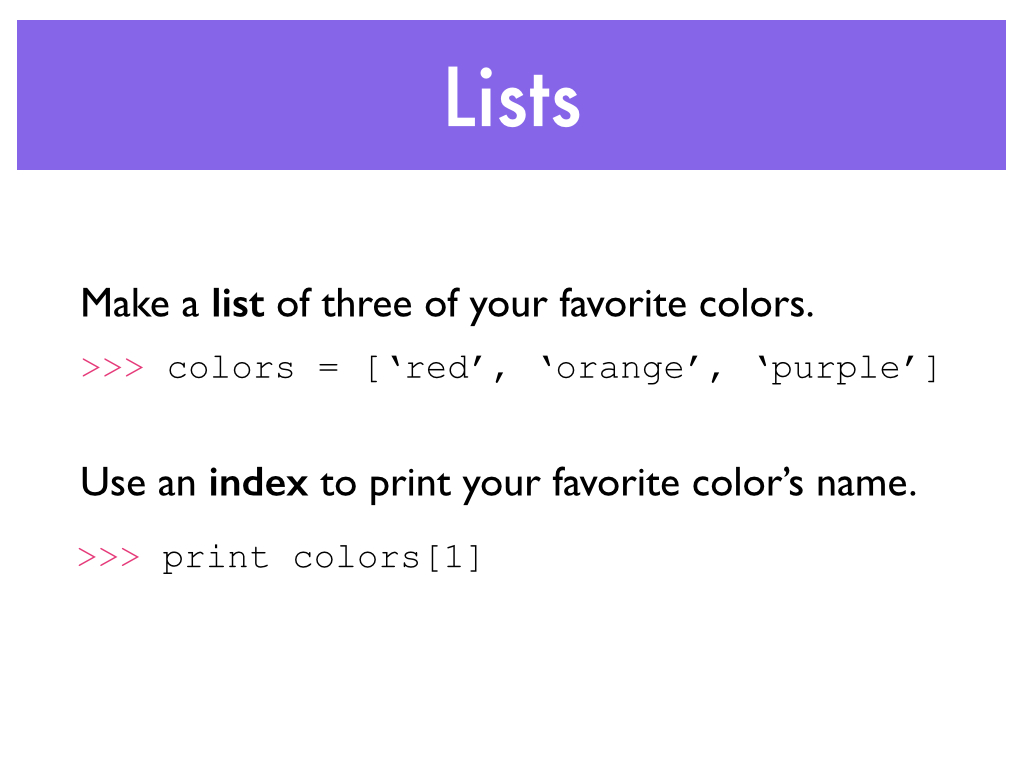 Lists
Make a list of three of your favorite colors.
>>> colors = [‘red’, ‘orange’, ‘purple’]
Use an index to print your favorite color’s name.
>>> print colors[1]